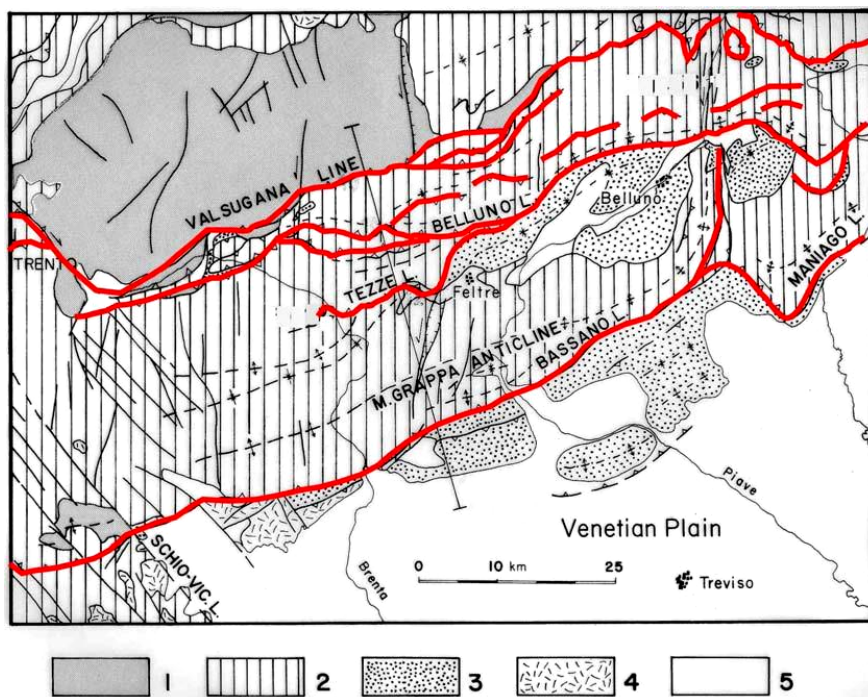 VALSUGANA LINE
BELLUNO L.
Belluno
TRENTO
TEZZE L.
Feltre
MANIAGO L.
M. GRAPPA ANTICLINE
BASSANO L.
Piave
Venetian Plain
SCHIO-VIC. L.
Brenta
0 10 km 25
Treviso
1 2 3 4 5